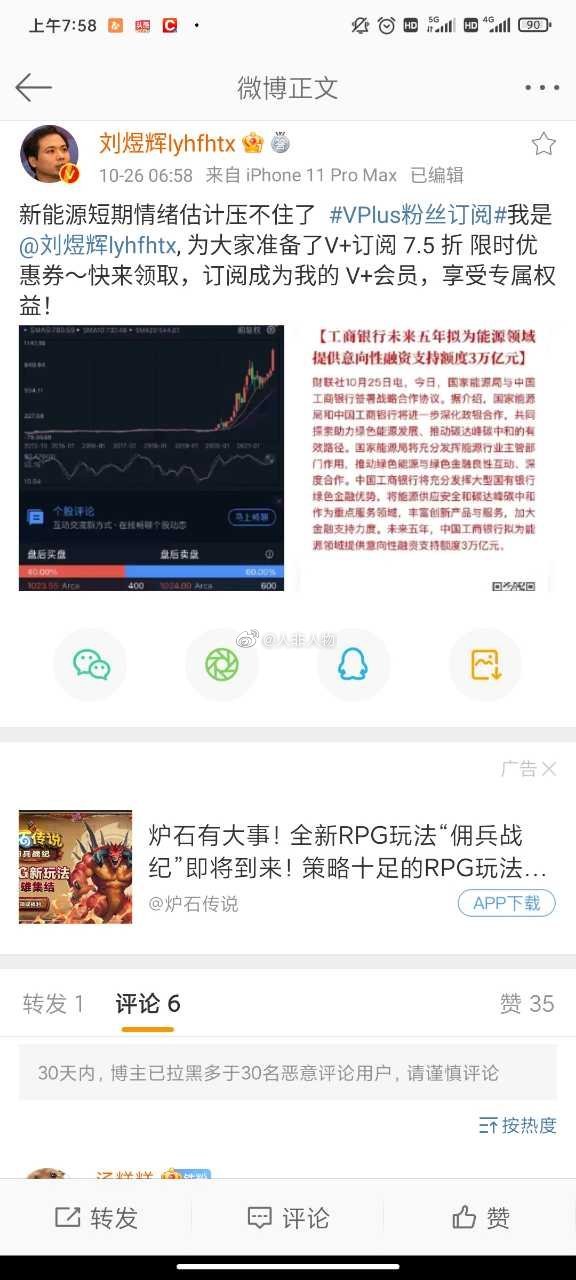 上午7:58
HD
5G
HD
4G
90
微博正文
刘煜辉lyhfhtx
10-26 06:58 来自 iPhone 11 Pro Max 已编辑
新能源短期情绪估计压不住了 #VPlus粉丝订阅#我是
@刘煜辉lyhfhtx, 为大家准备了V+订阅 7.5 折 限时优
惠券～快来领取，订阅成为我的 V+会员，享受专属权
益！
个股评论
互动交流新方式·在线畅聊个股动态
马上畅聊
盘后买盘 盘后卖盘
40.00% 60.00%
400
600
【工商银行未来五年拟为能源领域
提供意向性融资支持额度3万亿元】
财联社10月25日电，今日，国家能源局与中国
工商银行签署战略合作协议。据介绍，国家能源
局和中国工商银行将进一步深化政银合作，共同
探索助力绿色能源发展、推动碳达峰碳中和的有
效路径。国家能源局将充分发挥能源行业主管部
门作用，推动绿色能源与绿色金融良性互动、深
度合作。中国工商银行将充分发挥大型国有银行
绿色金融优势，将能源供应安全和碳达峰碳中和
作为重点服务领域，丰富创新产品与服务，加大
金融支持力度。未来五年，中国工商银行拟为能
源领域提供意向性融资支持额度3万亿元。
@人非人物
广告
炉石有大事！全新RPG玩法“佣兵战
纪”即将到来！策略十足的RPG玩法...
@炉石传说
APP下载
转发 1 评论 6 赞 35
30天内，博主已拉黑多于30名恶意评论用户，请谨慎评论
按热度
转发 评论 赞